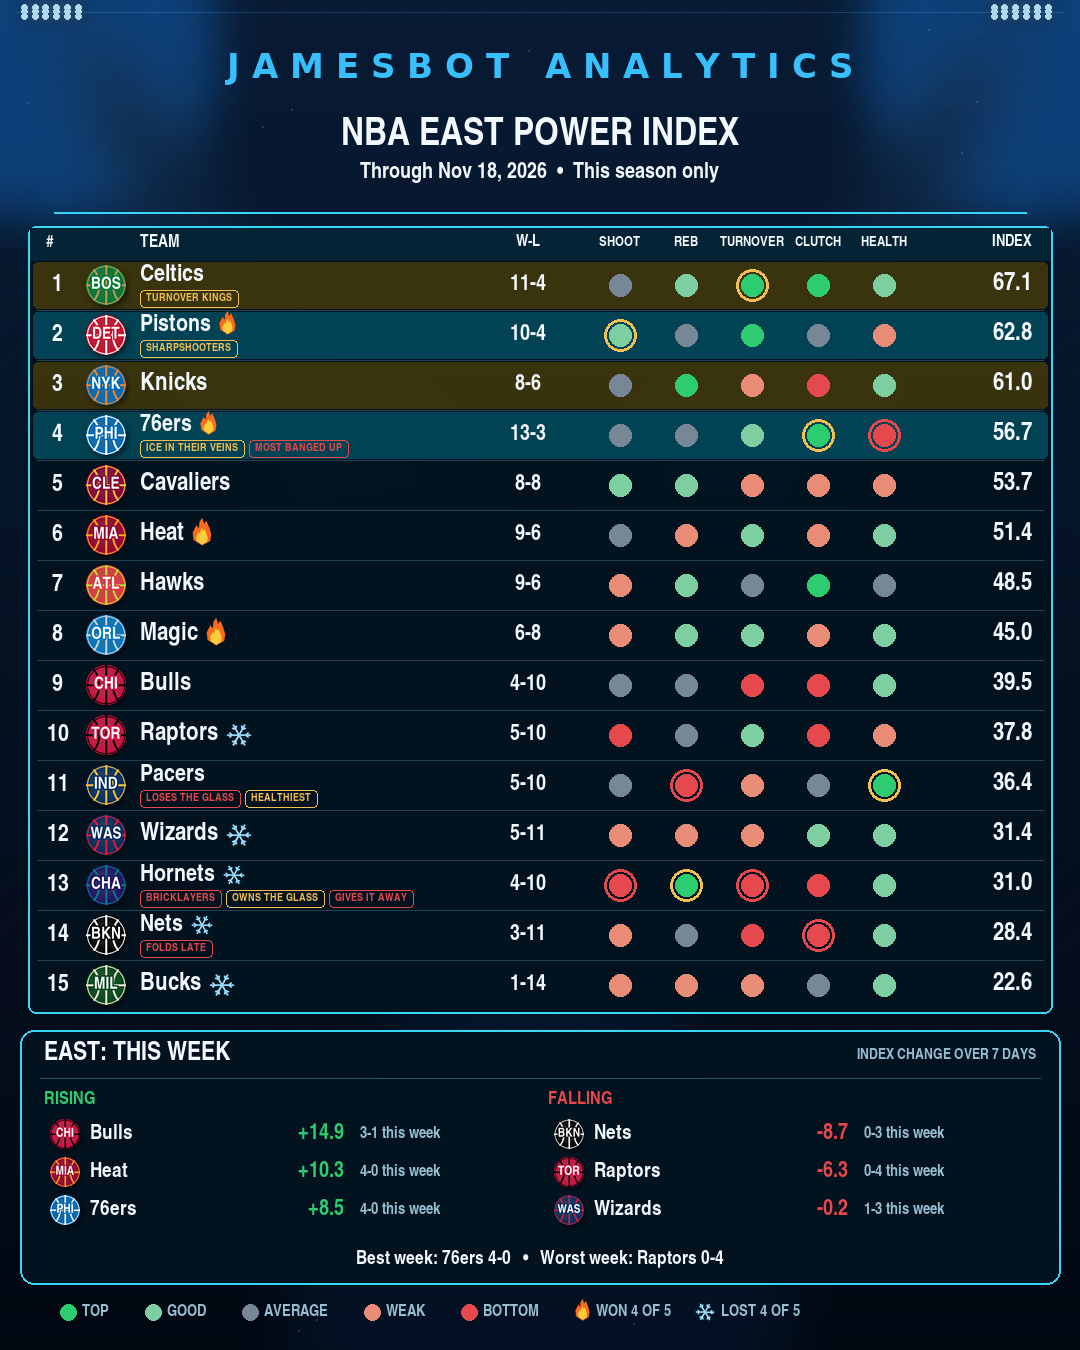 JAMESBOT ANALYTICS
NBA EAST POWER INDEX
Through Nov 18, 2026 • This season only
# TEAM W-L SHOOT REB TURNOVER CLUTCH HEALTH INDEX
1 BOS Celtics 11-4 67.1
TURNOVER KINGS
2 DET Pistons 10-4 62.8
SHARPSHOOTERS
3 NYK Knicks 8-6 61.0
4 PHI 76ers 13-3 56.7
ICE IN THEIR VEINS MOST BANGED UP
5 CLE Cavaliers 8-8 53.7
6 MIA Heat 9-6 51.4
7 ATL Hawks 9-6 48.5
8 ORL Magic 6-8 45.0
9 CHI Bulls 4-10 39.5
10 TOR Raptors 5-10 37.8
11 IND Pacers 5-10 36.4
LOSES THE GLASS HEALTHIEST
12 WAS Wizards 5-11 31.4
13 CHA Hornets 4-10 31.0
BRICKLAYERS OWNS THE GLASS GIVES IT AWAY
14 BKN Nets 3-11 28.4
FOLDS LATE
15 MIL Bucks 1-14 22.6
EAST: THIS WEEK INDEX CHANGE OVER 7 DAYS
RISING FALLING
CHI Bulls +14.9 3-1 this week BKN Nets -8.7 0-3 this week
MIA Heat +10.3 4-0 this week TOR Raptors -6.3 0-4 this week
PHI 76ers +8.5 4-0 this week WAS Wizards -0.2 1-3 this week
Best week: 76ers 4-0 • Worst week: Raptors 0-4
TOP GOOD AVERAGE WEAK BOTTOM WON 4 OF 5 LOST 4 OF 5